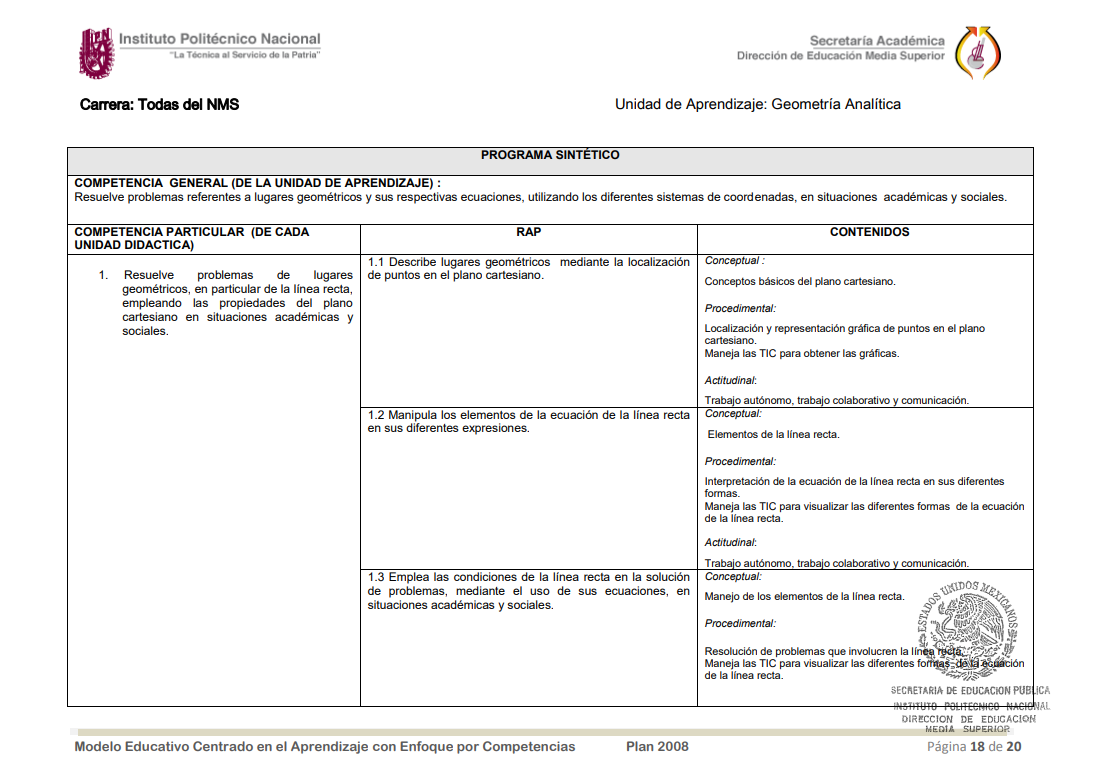 Instituto Politécnico Nacional
"La Técnica al Servicio de la Patria"
Secretaría Académica
Dirección de Educación Media Superior
Carrera: Todas del NMS
Unidad de Aprendizaje: Geometría Analítica
PROGRAMA SINTÉTICO
COMPETENCIA GENERAL (DE LA UNIDAD DE APRENDIZAJE) :
Resuelve problemas referentes a lugares geométricos y sus respectivas ecuaciones, utilizando los diferentes sistemas de coordenadas, en situaciones académicas y sociales.
COMPETENCIA PARTICULAR (DE CADA
UNIDAD DIDACTICA)
RAP
CONTENIDOS
1. Resuelve problemas de lugares
geométricos, en particular de la línea recta,
empleando las propiedades del plano
cartesiano en situaciones académicas y
sociales.
1.1 Describe lugares geométricos mediante la localización
de puntos en el plano cartesiano.
Conceptual :
Conceptos básicos del plano cartesiano.
Procedimental:
Localización y representación gráfica de puntos en el plano
cartesiano.
Maneja las TIC para obtener las gráficas.
Actitudinal:
Trabajo autónomo, trabajo colaborativo y comunicación.
1.2 Manipula los elementos de la ecuación de la línea recta
en sus diferentes expresiones.
Conceptual:
Elementos de la línea recta.
Procedimental:
Interpretación de la ecuación de la línea recta en sus diferentes
formas.
Maneja las TIC para visualizar las diferentes formas de la ecuación
de la línea recta.
Actitudinal:
Trabajo autónomo, trabajo colaborativo y comunicación.
1.3 Emplea las condiciones de la línea recta en la solución
de problemas, mediante el uso de sus ecuaciones, en
situaciones académicas y sociales.
Conceptual:
Manejo de los elementos de la línea recta.
Procedimental:
Resolución de problemas que involucren la línea recta.
Maneja las TIC para visualizar las diferentes formas de la ecuación
de la línea recta.
ESTADOS UNIDOS MEXICANOS
SECRETARIA DE EDUCACION PUBLICA
INSTITUTO POLITECNICO NACIONAL
DIRECCION DE EDUCACION
MEDIA SUPERIOR
Modelo Educativo Centrado en el Aprendizaje con Enfoque por Competencias
Plan 2008
Página 18 de 20